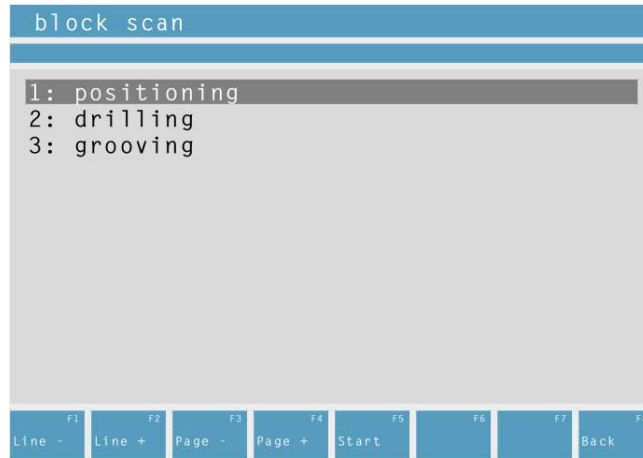 block scan
1: positioning
2: drilling
3: grooving
F1 F2 F3 F4 F5 F6 F7
Line - Line + Page - Page + Start Back